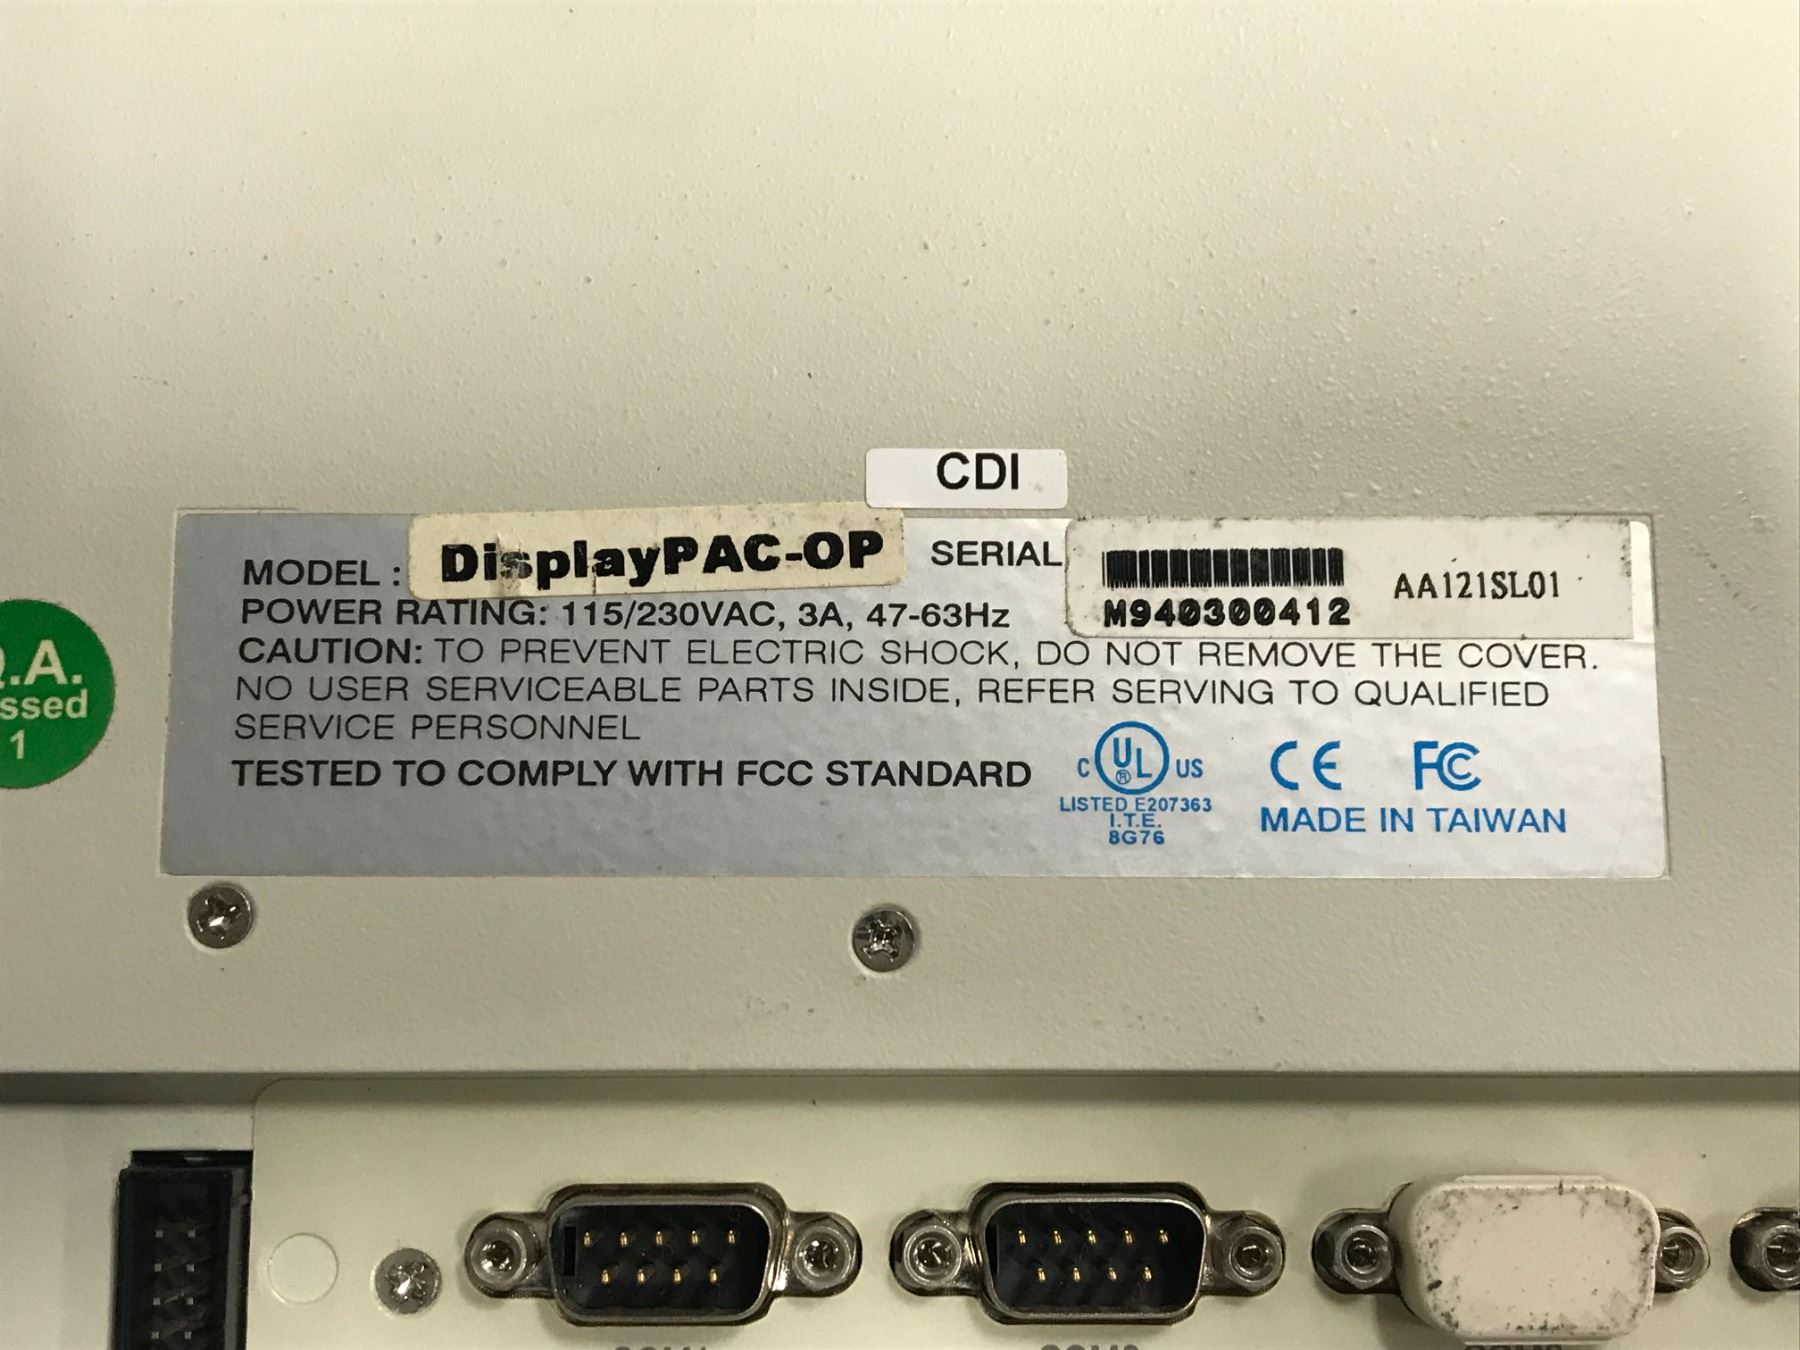 CDI
MODEL : DisplayPAC-OP SERIAL
AA121SL01
M940300412
POWER RATING: 115/230VAC, 3A, 47-63Hz
CAUTION: TO PREVENT ELECTRIC SHOCK, DO NOT REMOVE THE COVER.
NO USER SERVICEABLE PARTS INSIDE, REFER SERVING TO QUALIFIED
SERVICE PERSONNEL
TESTED TO COMPLY WITH FCC STANDARD
C UL ® US
LISTED E207363
I.T.E.
8G76
CE FC
MADE IN TAIWAN
.A.
ssed
1